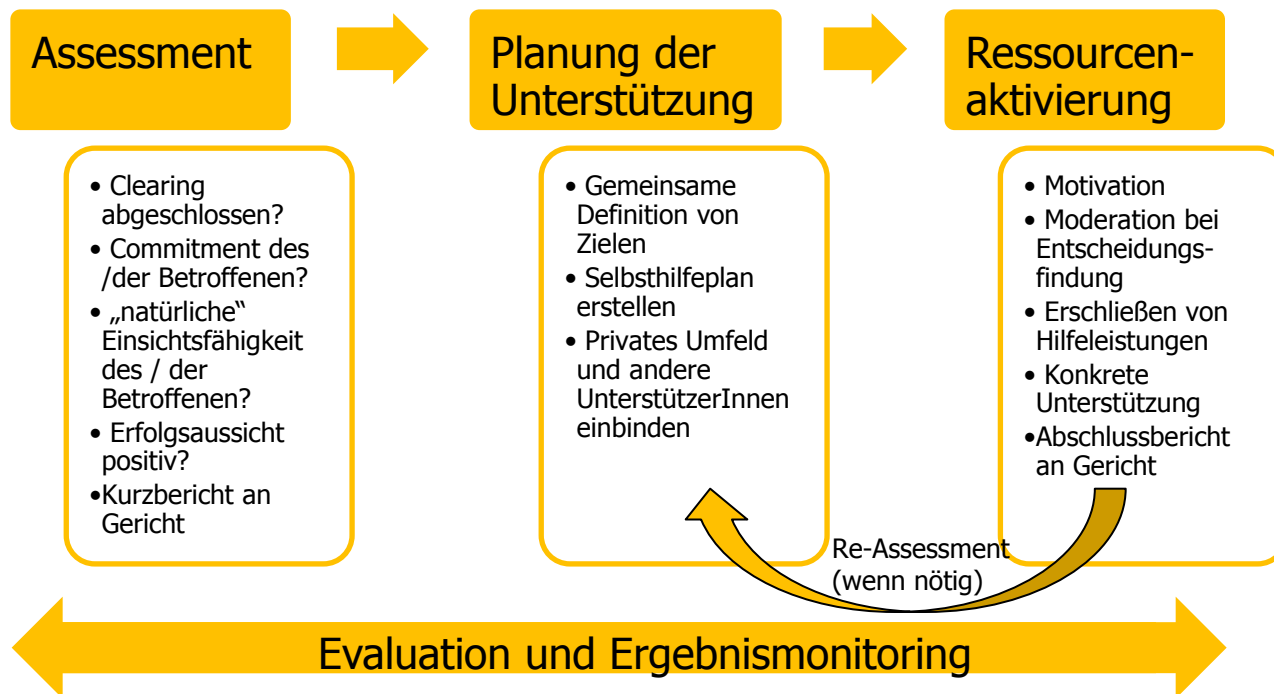 Assessment
Planung der
Unterstützung
Ressourcen-
aktivierung
• Clearing
abgeschlossen?
• Commitment des
/der Betroffenen?
• „natürliche“
Einsichtsfähigkeit
des / der
Betroffenen?
• Erfolgsaussicht
positiv?
•Kurzbericht an
Gericht
• Gemeinsame
Definition von
Zielen
• Selbsthilfeplan
erstellen
• Privates Umfeld
und andere
UnterstützerInnen
einbinden
• Motivation
• Moderation bei
Entscheidungs-
findung
• Erschließen von
Hilfeleistungen
• Konkrete
Unterstützung
•Abschlussbericht
an Gericht
Re-Assessment
(wenn nötig)
Evaluation und Ergebnismonitoring